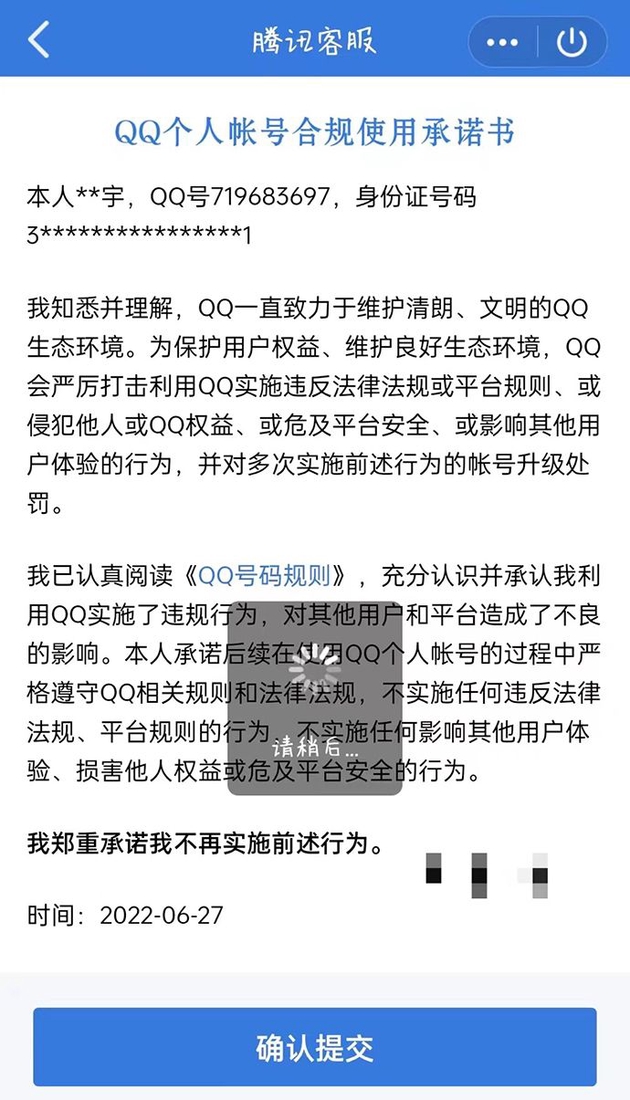 腾讯客服
QQ个人帐号合规使用承诺书
本人**宇，QQ号719683697，身份证号码
3****************1
我知悉并理解，QQ一直致力于维护清朗、文明的QQ
生态环境。为保护用户权益、维护良好生态环境，QQ
会严厉打击利用QQ实施违反法律法规或平台规则、或
侵犯他人或QQ权益、或危及平台安全、或影响其他用
户体验的行为，并对多次实施前述行为的帐号升级处
罚。
我已认真阅读《QQ号码规则》，充分认识并承认我利
用QQ实施了违规行为，对其他用户和平台造成了不良
的影响。本人承诺后续在使用QQ个人帐号的过程中严
格遵守QQ相关规则和法律法规，不实施任何违反法律
法规、平台规则的行为，不实施任何影响其他用户体
验、损害他人权益或危及平台安全的行为。
请稍后...
我郑重承诺我不再实施前述行为。
时间：2022-06-27
确认提交